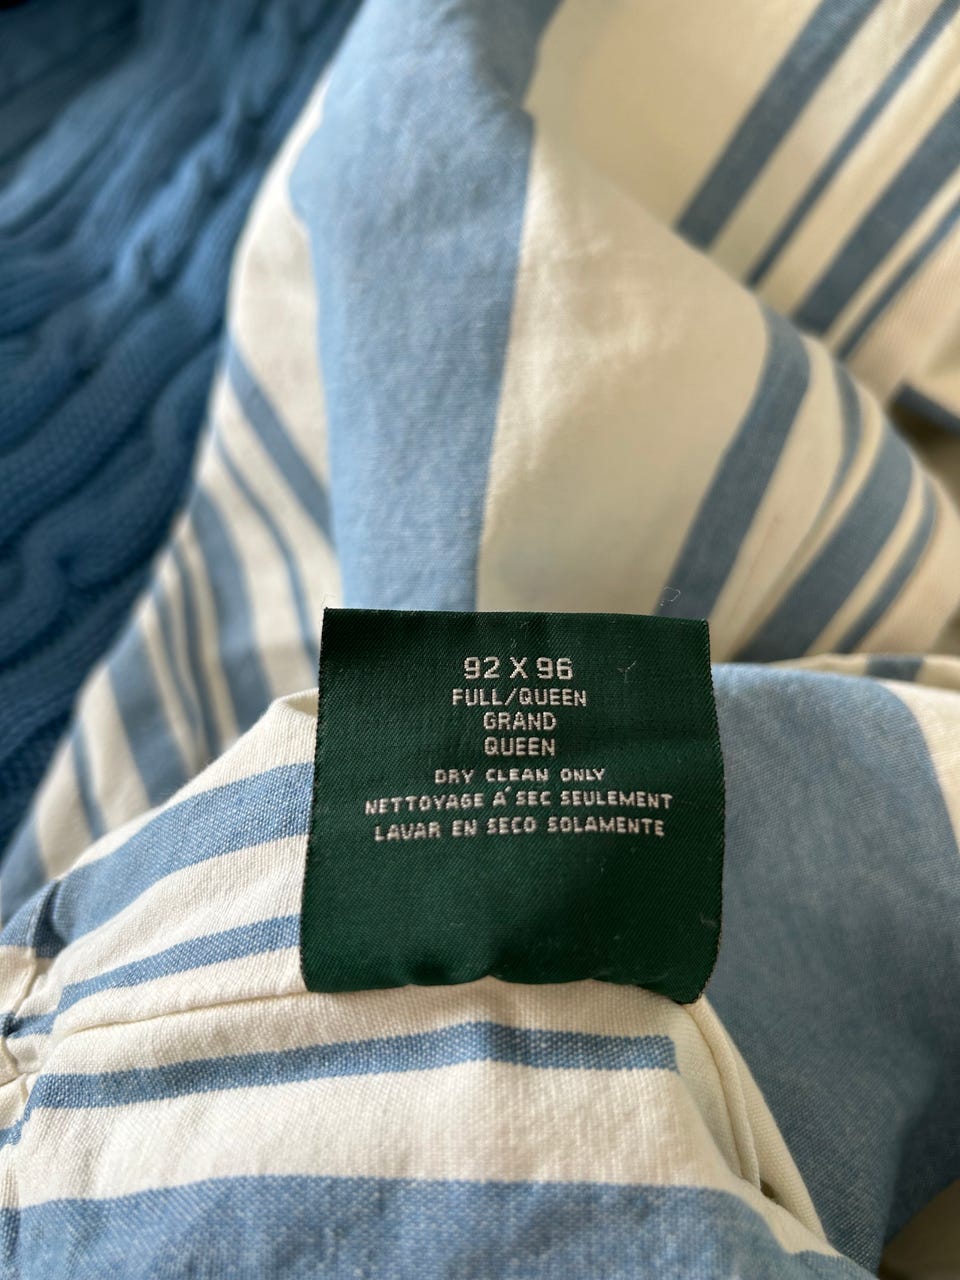 92 X 96
FULL/QUEEN
GRAND
QUEEN
DRY CLEAN ONLY
NETTOYAGE A´ SEC SEULEMENT
LAVAR EN SECO SOLAMENTE